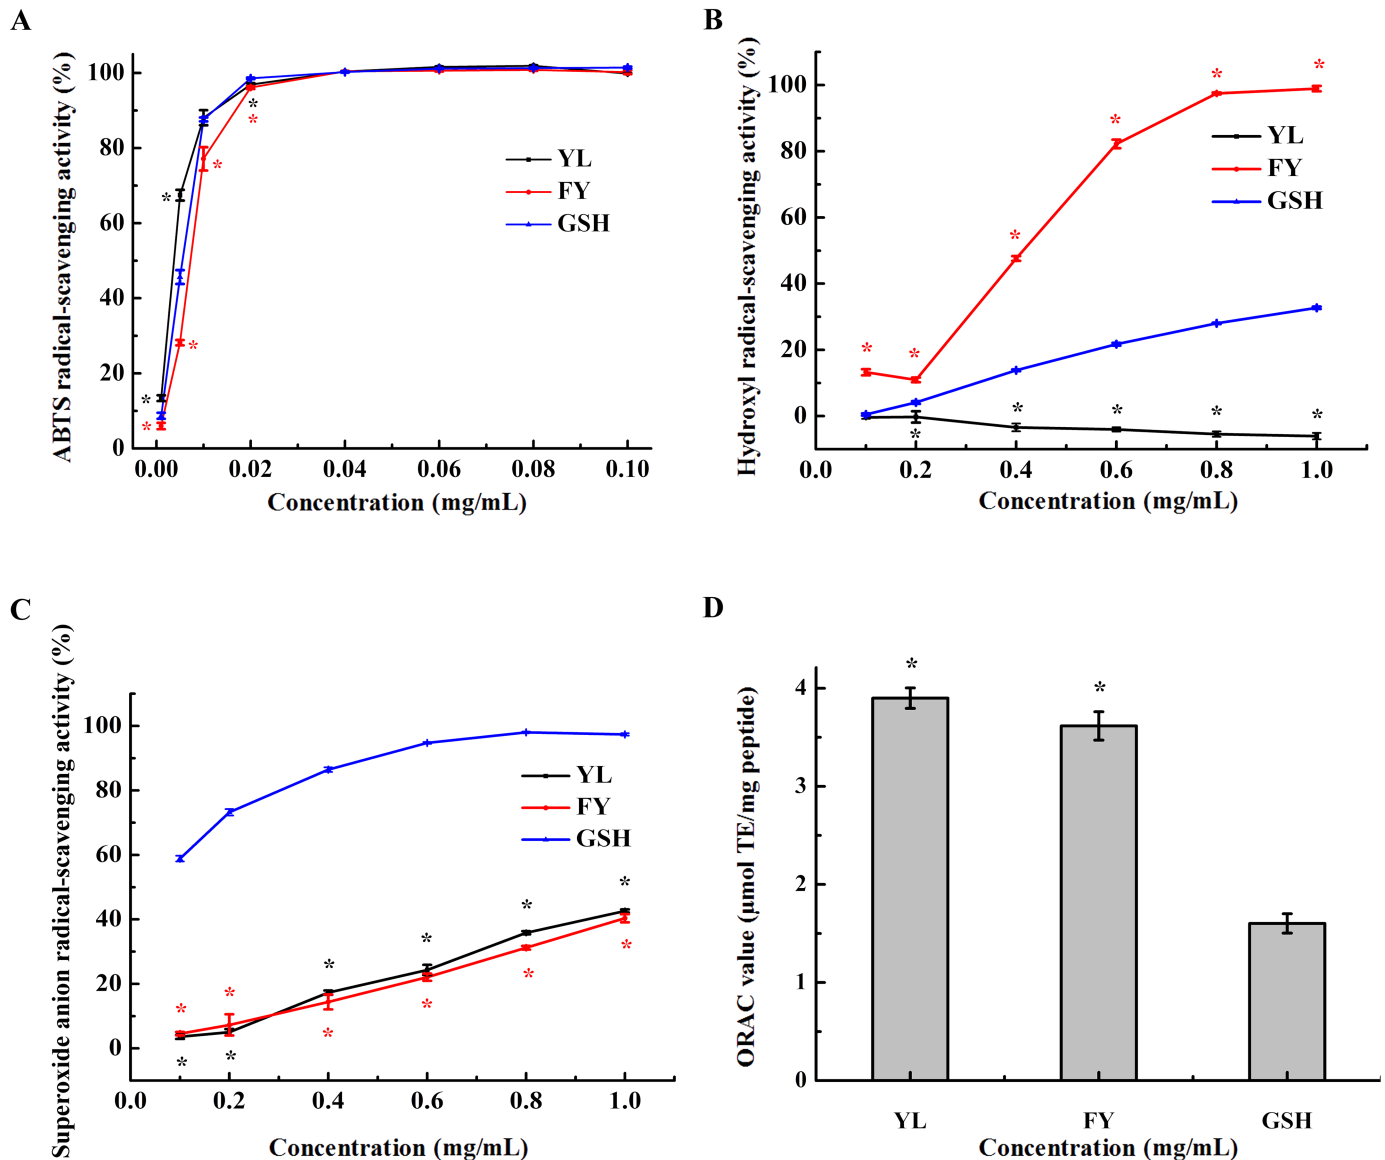 A
ABTS radical-scavenging activity (%)
100
80
60
40
20
0
0.00 0.02 0.04 0.06 0.08 0.10
Concentration (mg/mL)
YL
FY
GSH
* * * * * * *
B
Hydroxyl radical-scavenging activity (%)
100
80
60
40
20
0
0.0 0.2 0.4 0.6 0.8 1.0
Concentration (mg/mL)
YL
FY
GSH
* * * * * * * * * * *
C
Superoxide anion radical-scavenging activity (%)
100
80
60
40
20
0
0.0 0.2 0.4 0.6 0.8 1.0
Concentration (mg/mL)
YL
FY
GSH
* * * * * * * * * * * *
D
ORAC value (μmol TE/mg peptide)
4
3
2
1
0
* *
YL FY GSH
Concentration (mg/mL)